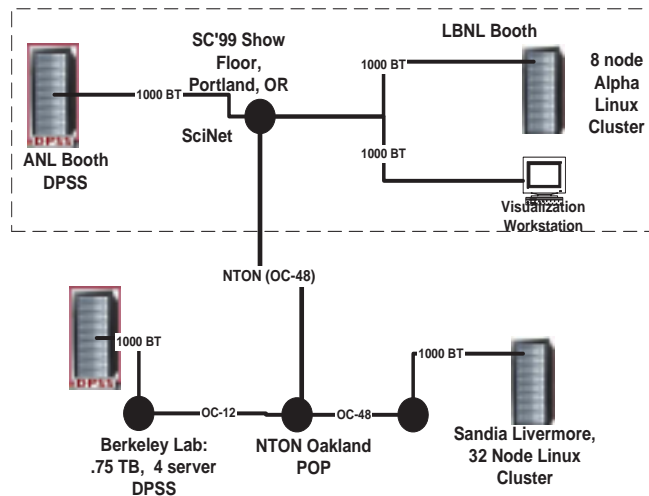 SC'99 Show
Floor,
Portland, OR
SciNet
LBNL Booth
8 node
Alpha
Linux
Cluster
1000 BT
1000 BT
1000 BT
DPSS
ANL Booth
DPSS
Visualization
Workstation
NTON (OC-48)
DPSS
1000 BT
1000 BT
OC-12
OC-48
Berkeley Lab:
.75 TB, 4 server
DPSS
NTON Oakland
POP
Sandia Livermore,
32 Node Linux
Cluster